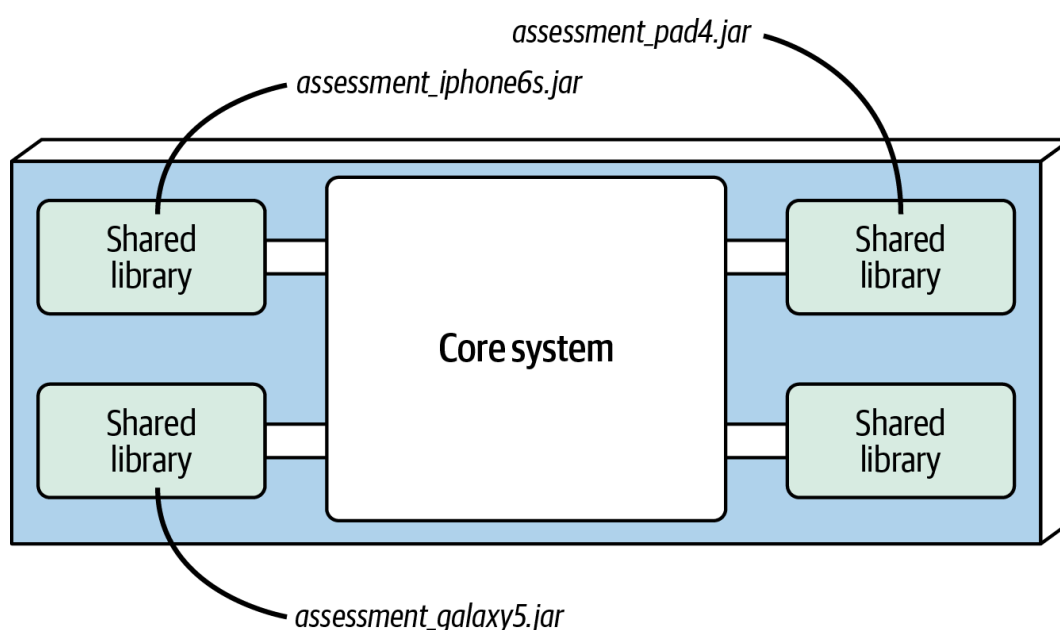 assessment_pad4.jar
assessment_iphone6s.jar
Shared
library
Core system
Shared
library
Shared
library
Shared
library
assessment_galaxy5.jar